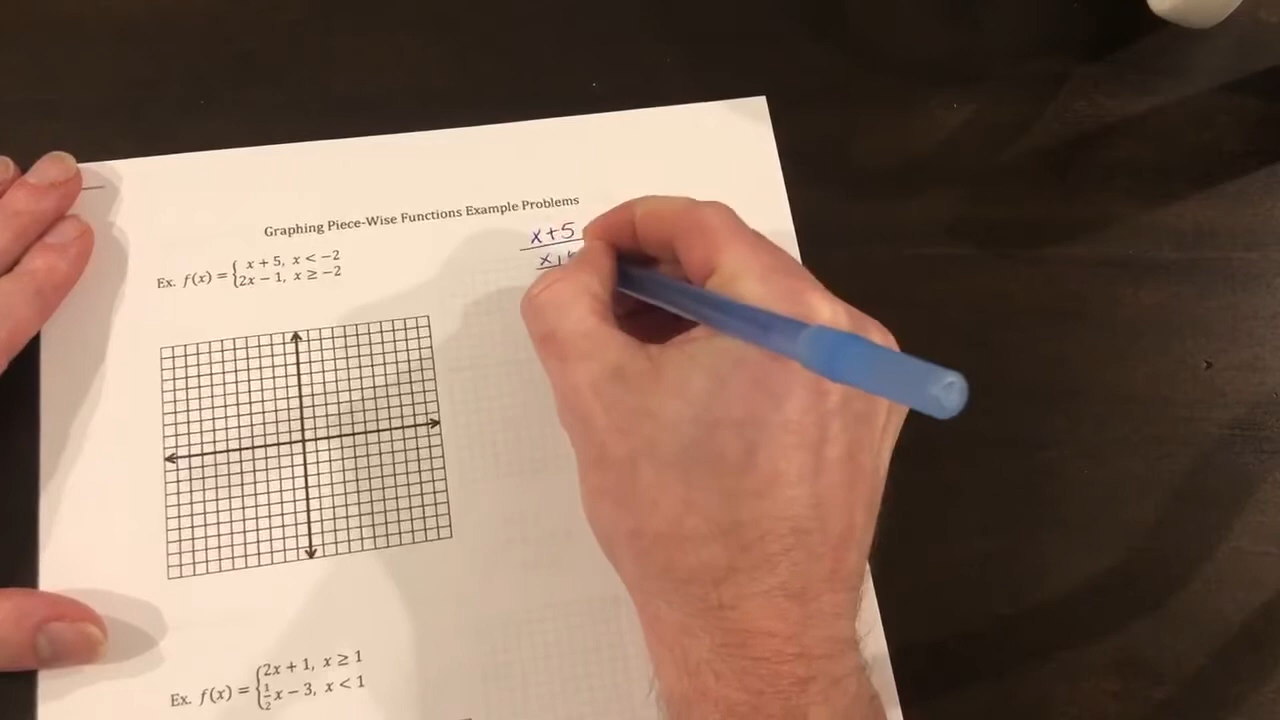 Graphing Piece-Wise Functions Example Problems
x+5
x
Ex. f(x) = { x + 5, x < −2
2x − 1, x ≥ −2
Ex. f(x) = { 2x + 1, x ≥ 1
1/2 x − 3, x < 1